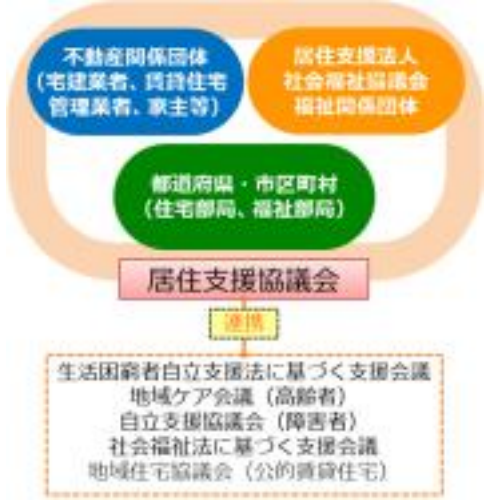 不動産関係団体
(宅建業者、賃貸住宅
管理業者、家主等)
居住支援法人
社会福祉協議会
福祉関係団体
都道府県・市区町村
(住宅部局、福祉部局)
居住支援協議会
連携
生活困窮者自立支援法に基づく支援会議
地域ケア会議(高齢者)
自立支援協議会(障害者)
社会福祉法に基づく支援会議
地域住宅協議会(公的賃貸住宅)